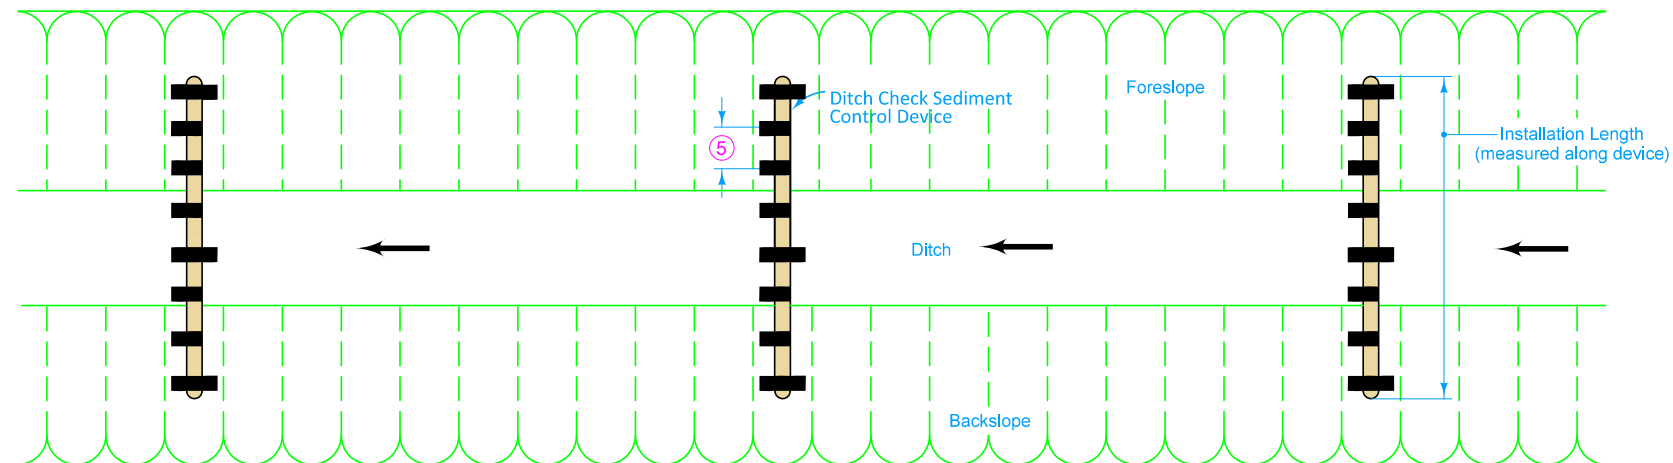 Foreslope
Ditch Check Sediment
Control Device
5
Installation Length
(measured along device)
Ditch
Backslope